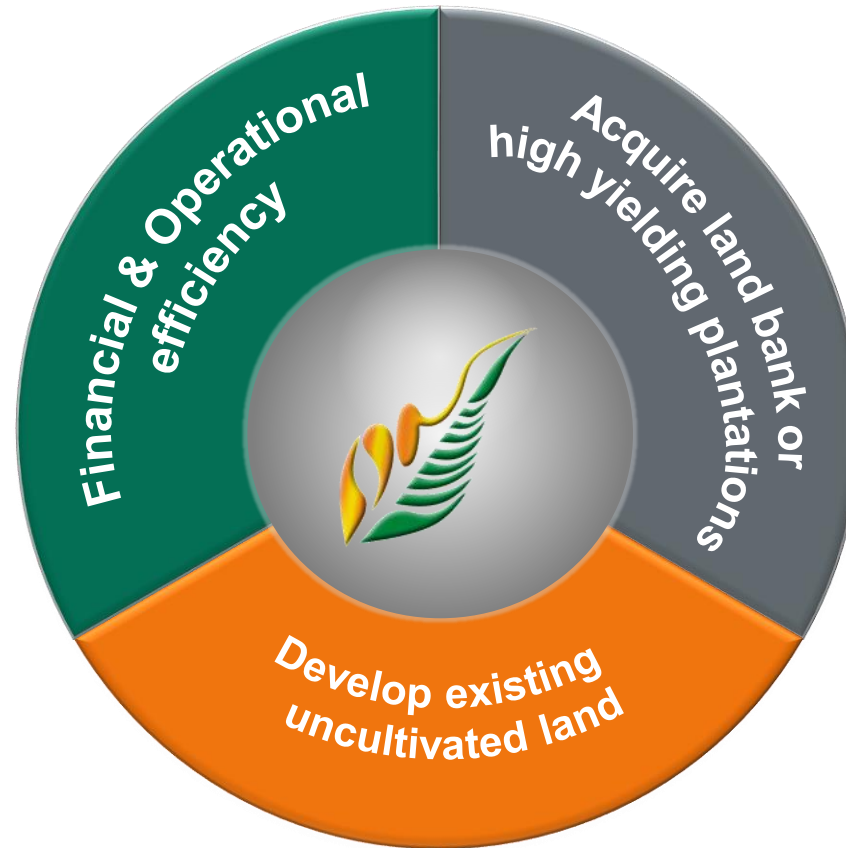 Financial & Operational
efficiency
Acquire land bank or
high yielding plantations
Develop existing
uncultivated land